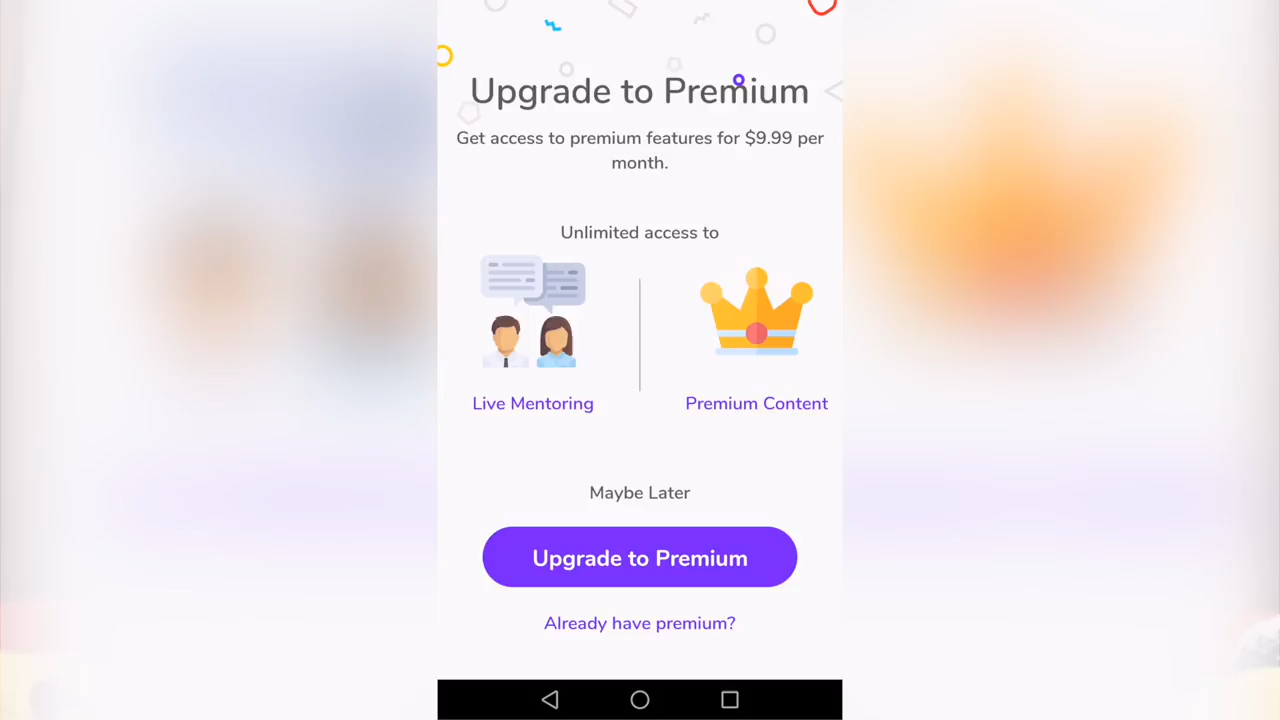 Upgrade to Premium
Get access to premium features for $9.99 per
month.
Unlimited access to
Live Mentoring
Premium Content
Maybe Later
Upgrade to Premium
Already have premium?